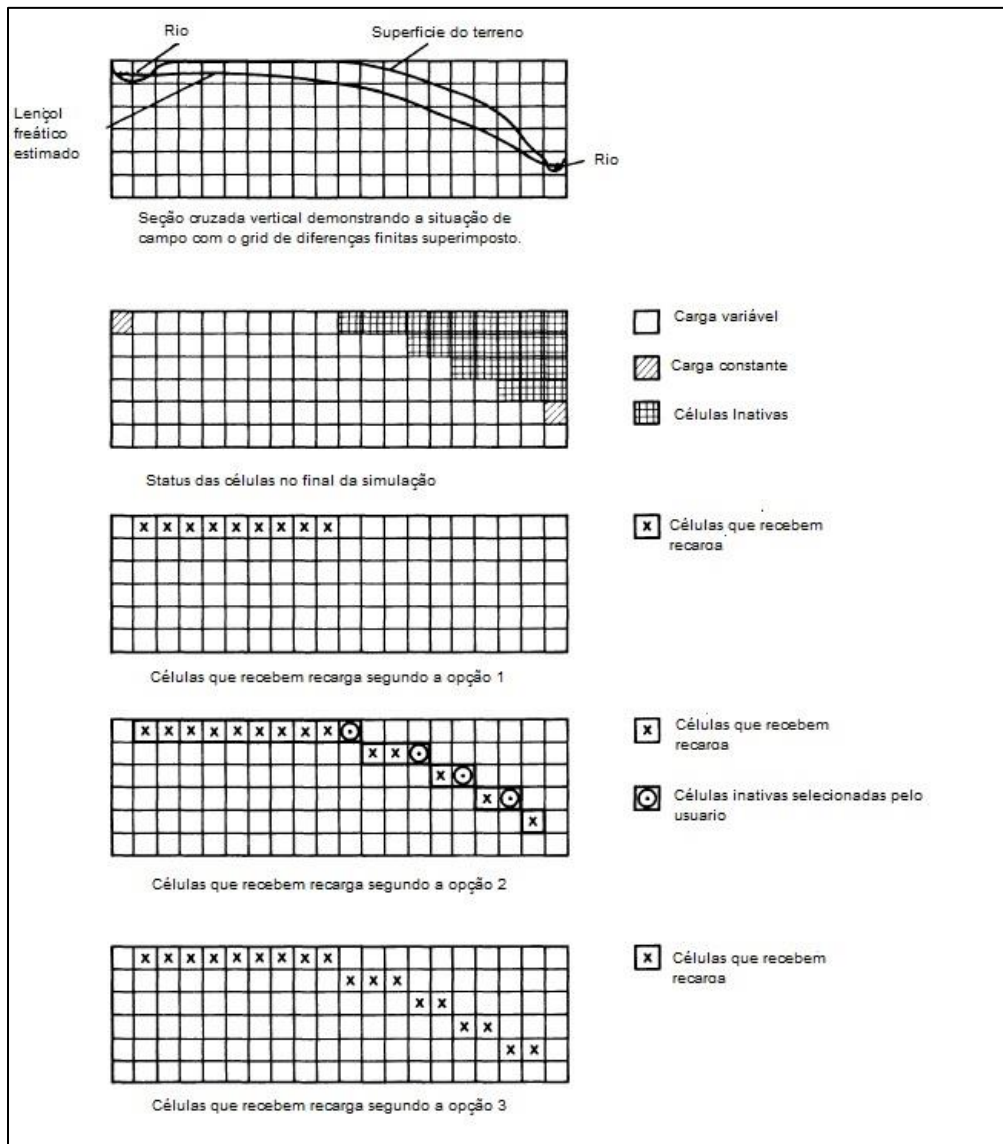 Rio
Superficie do terreno
Lençol
freático
estimado
Rio
Seção cruzada vertical demonstrando a situação de
campo com o grid de diferenças finitas superimposto.
Carga variável
Carga constante
Células Inativas
Status das células no final da simulação
x x x x x x x x x
x Células que recebem
recaroa
Células que recebem recarga segundo a opção 1
x x x x x x x x x
x x
x
x
x
x Células que recebem
recaroa
Células inativas selecionadas pelo
usuario
Células que recebem recarga segundo a opção 2
x x x x x x x x x
x x x
x x
x x
x x
x Células que recebem
recaroa
Células que recebem recarga segundo a opção 3